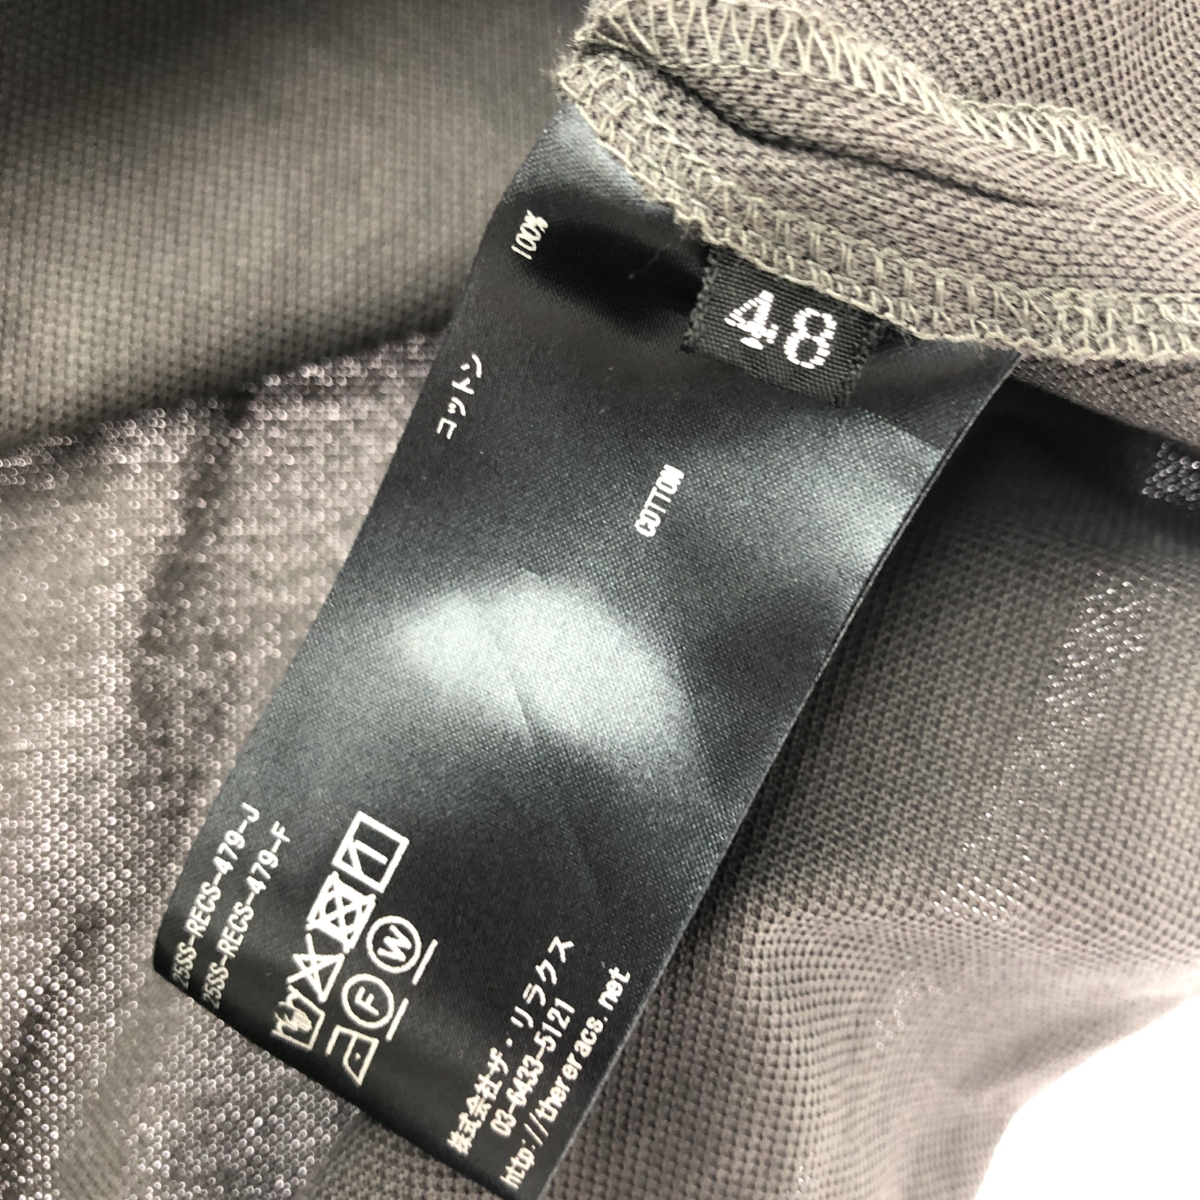 48
コットン 100%
COTTON
25SS-RECS-479-J
25SS-RECS-479-F
W
F
株式会社ザ・リラクス
03-6433-5121
http://thereracs.net